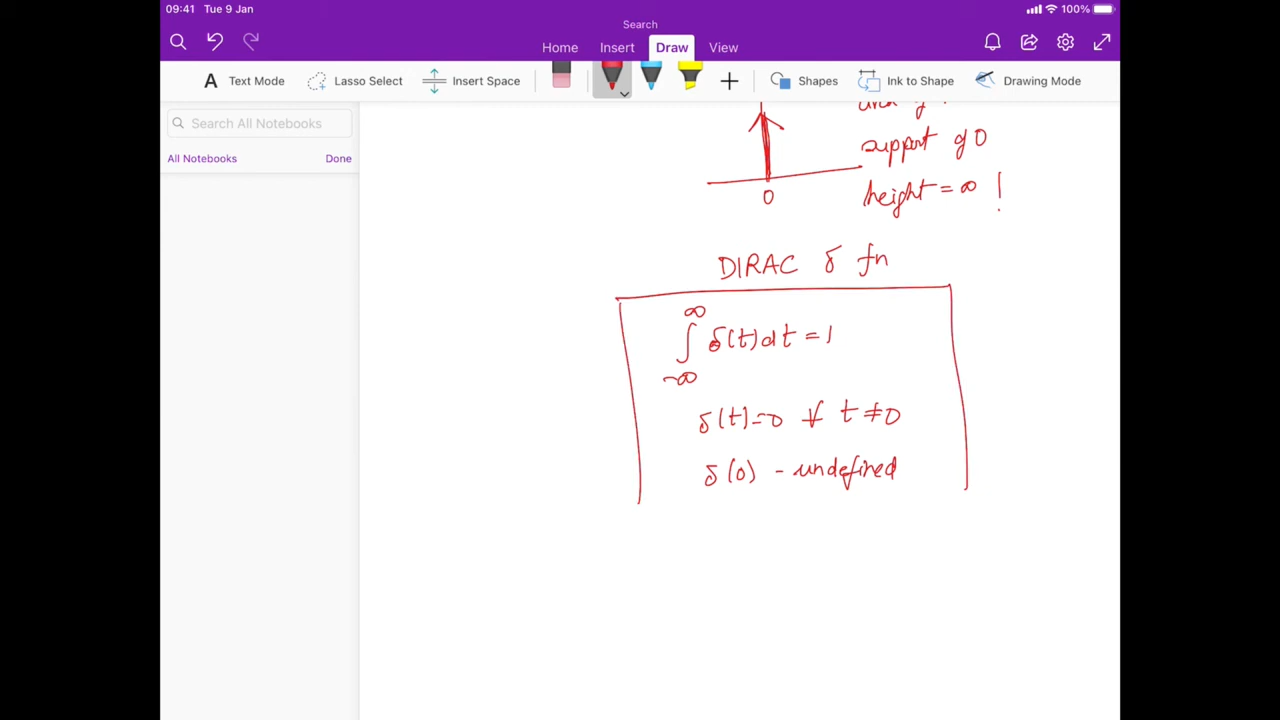 09:41 Tue 9 Jan
100%
Search
Home Insert Draw View
Text Mode Lasso Select Insert Space Shapes Ink to Shape Drawing Mode
Search All Notebooks
All Notebooks Done
support of 0
height = ∞ !
0
DIRAC δ fn
∫_{-∞}^{∞} δ(t)dt = 1
δ(t)=0 ∀ t ≠ 0
δ(0) - undefined